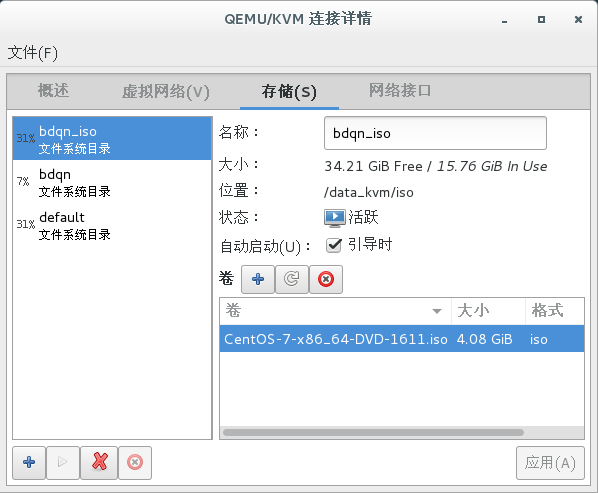 QEMU/KVM 连接详情
文件(F)
概述 虚拟网络(V) 存储(S) 网络接口
31% bdqn_iso
文件系统目录
7% bdqn
文件系统目录
31% default
文件系统目录
名称： bdqn_iso
大小： 34.21 GiB Free / 15.76 GiB In Use
位置： /data_kvm/iso
状态： 活跃
自动启动(U)： 引导时
卷
卷 大小 格式
CentOS-7-x86_64-DVD-1611.iso 4.08 GiB iso
应用(A)